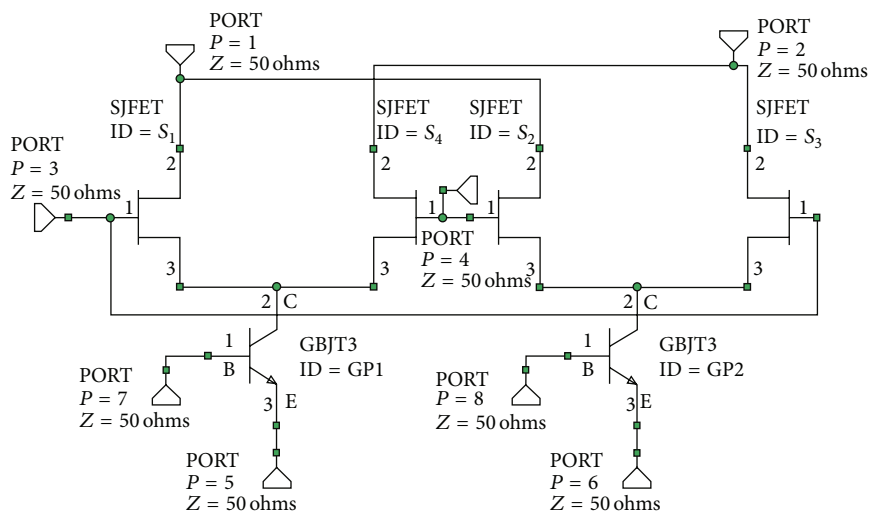 PORT
P = 1
Z = 50 ohms
PORT
P = 2
Z = 50 ohms
SJFET
ID = S1
SJFET
ID = S4
SJFET
ID = S2
SJFET
ID = S3
2
2
2
2
PORT
P = 3
Z = 50 ohms
1
1
1
1
PORT
P = 4
Z = 50 ohms
3
3
3
3
2 C
2 C
1
B
3 E
GBJT3
ID = GP1
1
B
3 E
GBJT3
ID = GP2
PORT
P = 7
Z = 50 ohms
PORT
P = 8
Z = 50 ohms
PORT
P = 5
Z = 50 ohms
PORT
P = 6
Z = 50 ohms